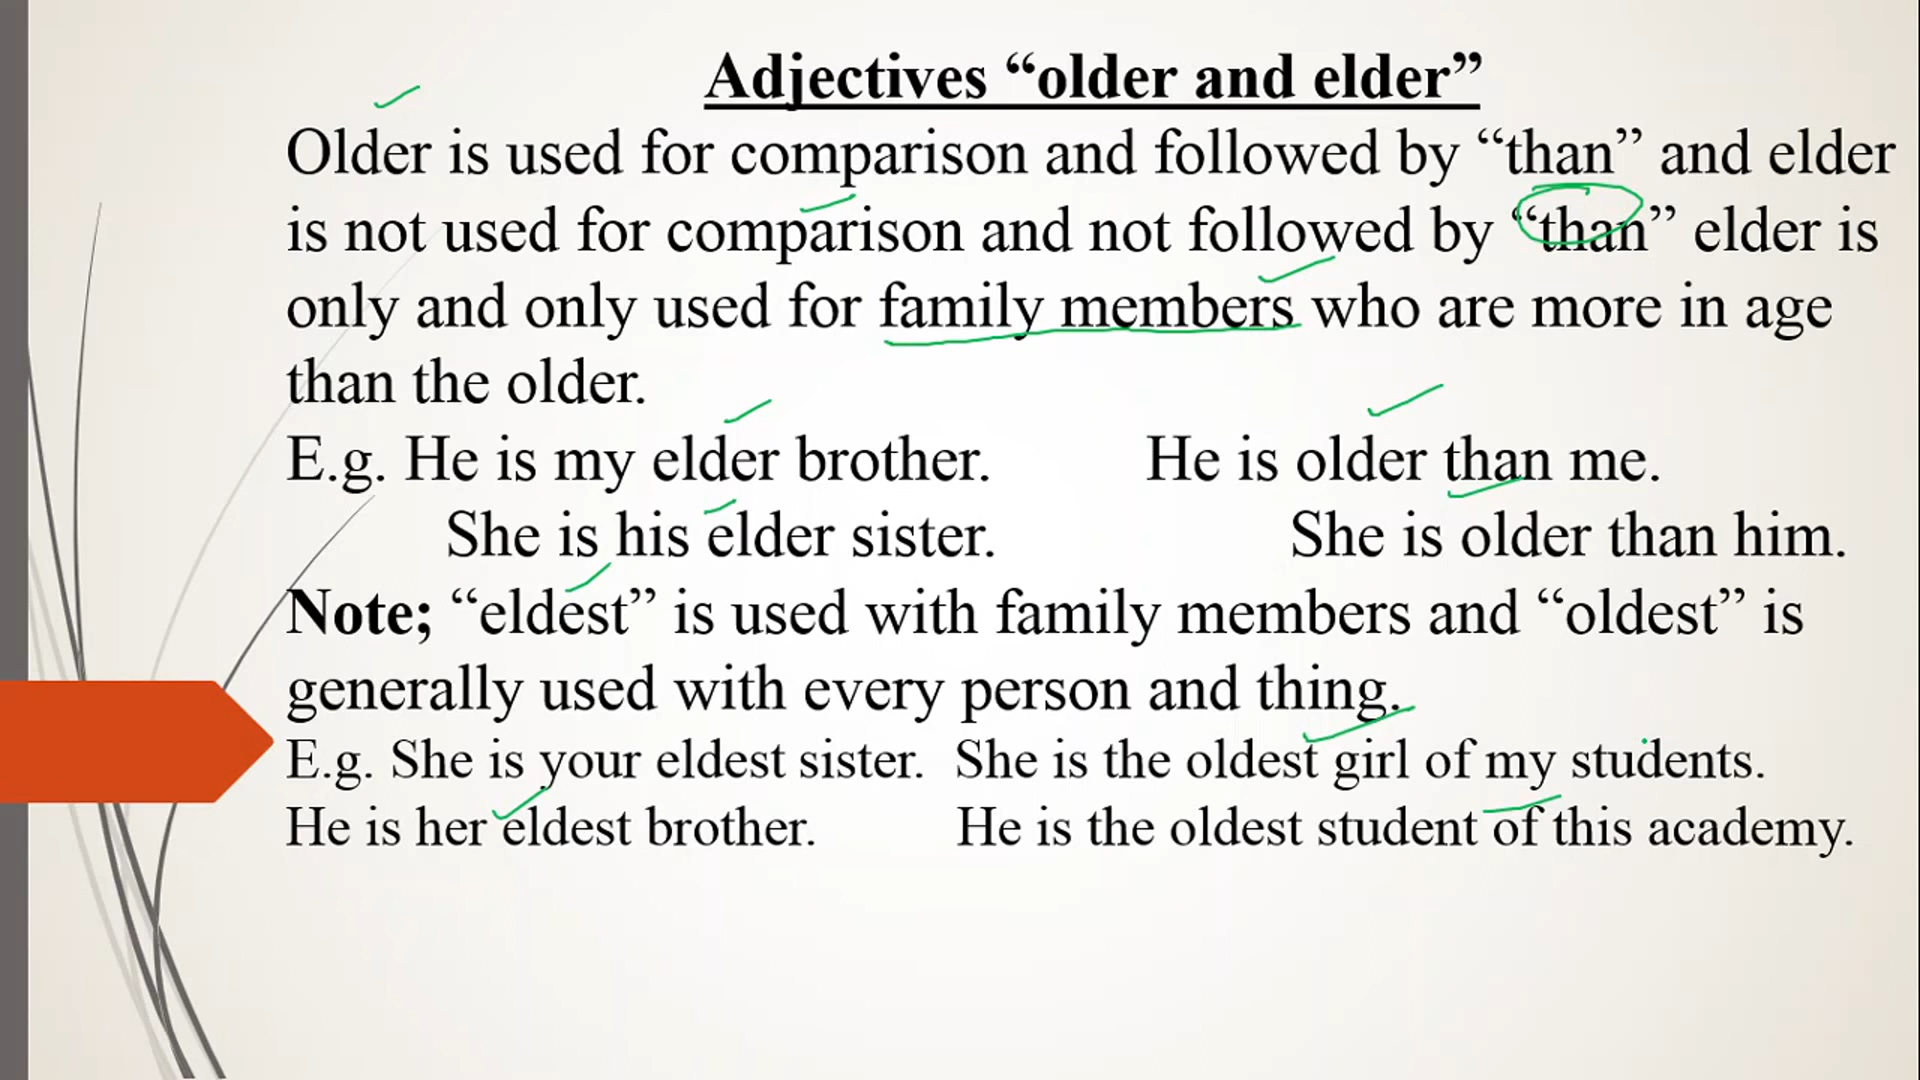 Adjectives “older and elder”
Older is used for comparison and followed by “than” and elder
is not used for comparison and not followed by “than” elder is
only and only used for family members who are more in age
than the older.
E.g. He is my elder brother. He is older than me.
She is his elder sister. She is older than him.
Note; “eldest” is used with family members and “oldest” is
generally used with every person and thing.
E.g. She is your eldest sister. She is the oldest girl of my students.
He is her eldest brother. He is the oldest student of this academy.